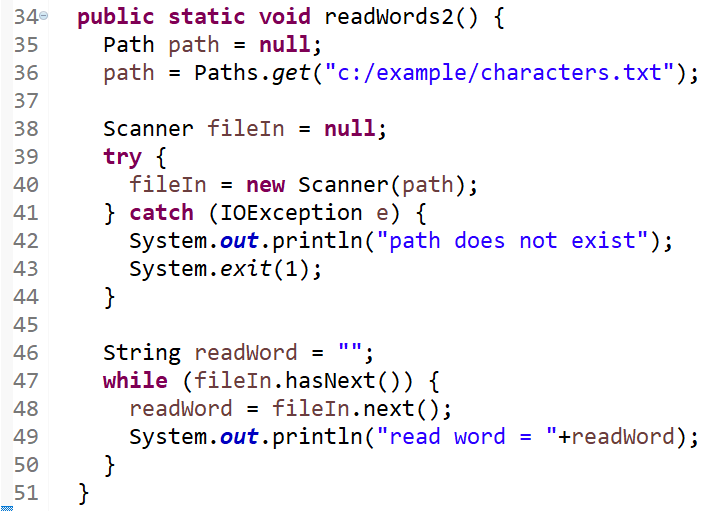 34 public static void readWords2() {
35   Path path = null;
36   path = Paths.get("c:/example/characters.txt");
37
38   Scanner fileIn = null;
39   try {
40     fileIn = new Scanner(path);
41   } catch (IOException e) {
42     System.out.println("path does not exist");
43     System.exit(1);
44   }
45
46   String readWord = "";
47   while (fileIn.hasNext()) {
48     readWord = fileIn.next();
49     System.out.println("read word = "+readWord);
50   }
51 }